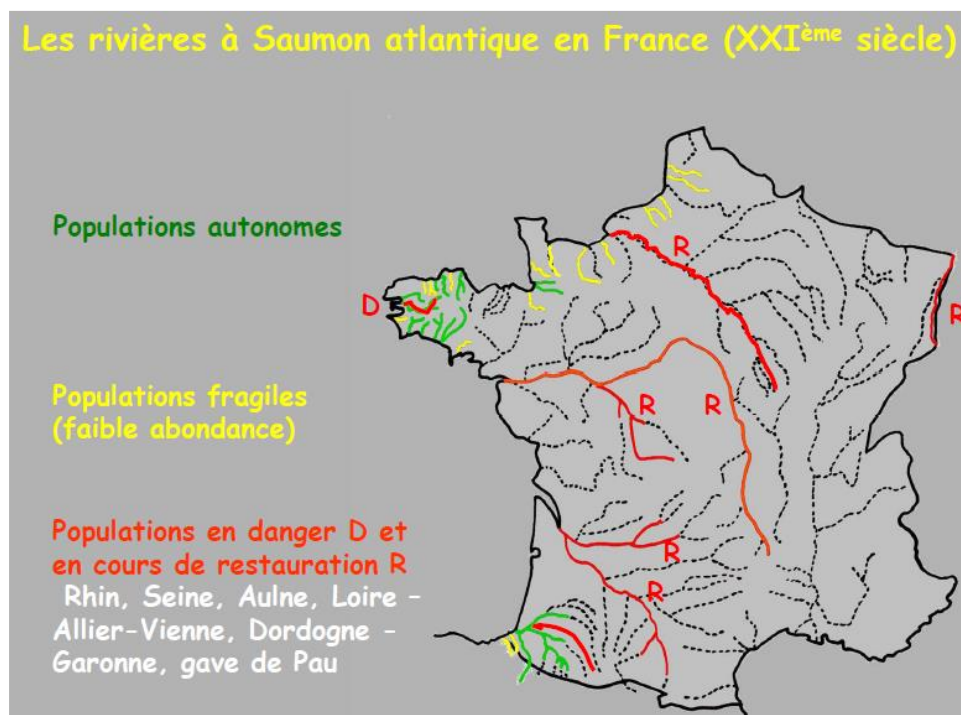 Les rivières à Saumon atlantique en France (XXIème siècle)
Populations autonomes
Populations fragiles
(faible abondance)
Populations en danger D et
en cours de restauration R
Rhin, Seine, Aulne, Loire -
Allier-Vienne, Dordogne -
Garonne, gave de Pau
R
R
D
R
R
R
R